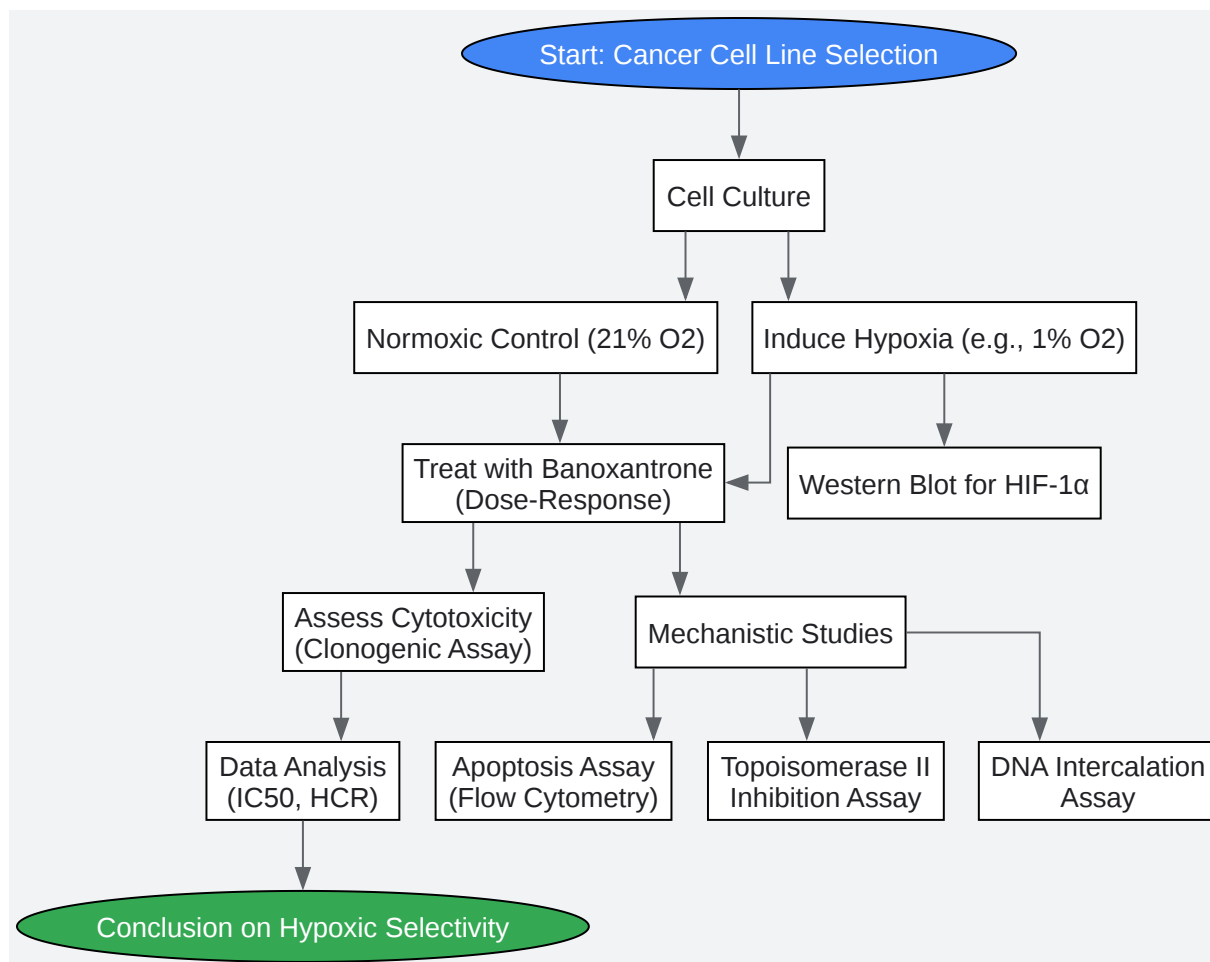 Start: Cancer Cell Line Selection
Cell Culture
Normoxic Control (21% O2)
Induce Hypoxia (e.g., 1% O2)
Treat with Banoxantrone
(Dose-Response)
Western Blot for HIF-1α
Assess Cytotoxicity
(Clonogenic Assay)
Mechanistic Studies
Data Analysis
(IC50, HCR)
Apoptosis Assay
(Flow Cytometry)
Topoisomerase II
Inhibition Assay
DNA Intercalation
Assay
Conclusion on Hypoxic Selectivity